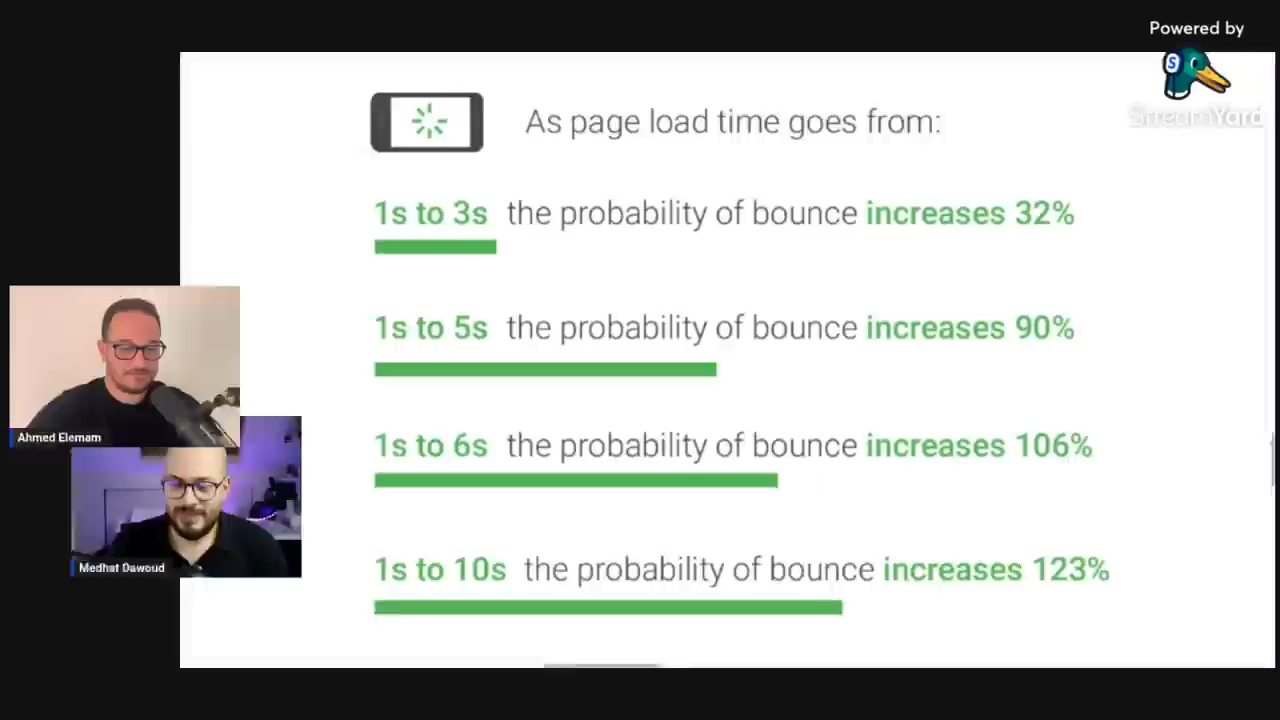 Powered by
StreamYard
As page load time goes from:
1s to 3s the probability of bounce increases 32%
1s to 5s the probability of bounce increases 90%
1s to 6s the probability of bounce increases 106%
1s to 10s the probability of bounce increases 123%
Ahmed Elemam
Medhat Dawoud